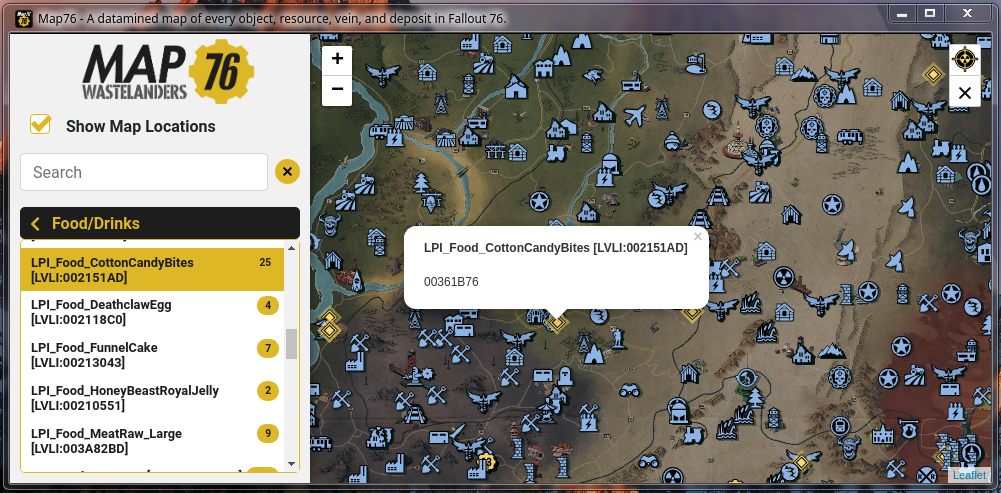 Map76 - A datamined map of every object, resource, vein, and deposit in Fallout 76.
MAP 76
WASTELANDERS
Show Map Locations
Search
Food/Drinks
LPI_Food_CottonCandyBites 25
[LVLI:002151AD]
LPI_Food_DeathclawEgg 4
[LVLI:002118C0]
LPI_Food_FunnelCake 7
[LVLI:00213043]
LPI_Food_HoneyBeastRoyalJelly 2
[LVLI:00210551]
LPI_Food_MeatRaw_Large 9
[LVLI:003A82BD]
+
−
LPI_Food_CottonCandyBites [LVLI:002151AD]
00361B76
Leaflet